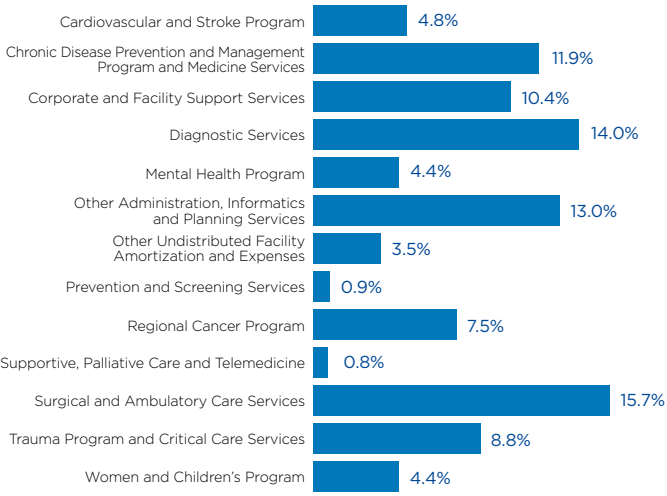 Cardiovascular and Stroke Program 4.8%
Chronic Disease Prevention and Management
Program and Medicine Services 11.9%
Corporate and Facility Support Services 10.4%
Diagnostic Services 14.0%
Mental Health Program 4.4%
Other Administration, Informatics
and Planning Services 13.0%
Other Undistributed Facility
Amortization and Expenses 3.5%
Prevention and Screening Services 0.9%
Regional Cancer Program 7.5%
Supportive, Palliative Care and Telemedicine 0.8%
Surgical and Ambulatory Care Services 15.7%
Trauma Program and Critical Care Services 8.8%
Women and Children’s Program 4.4%